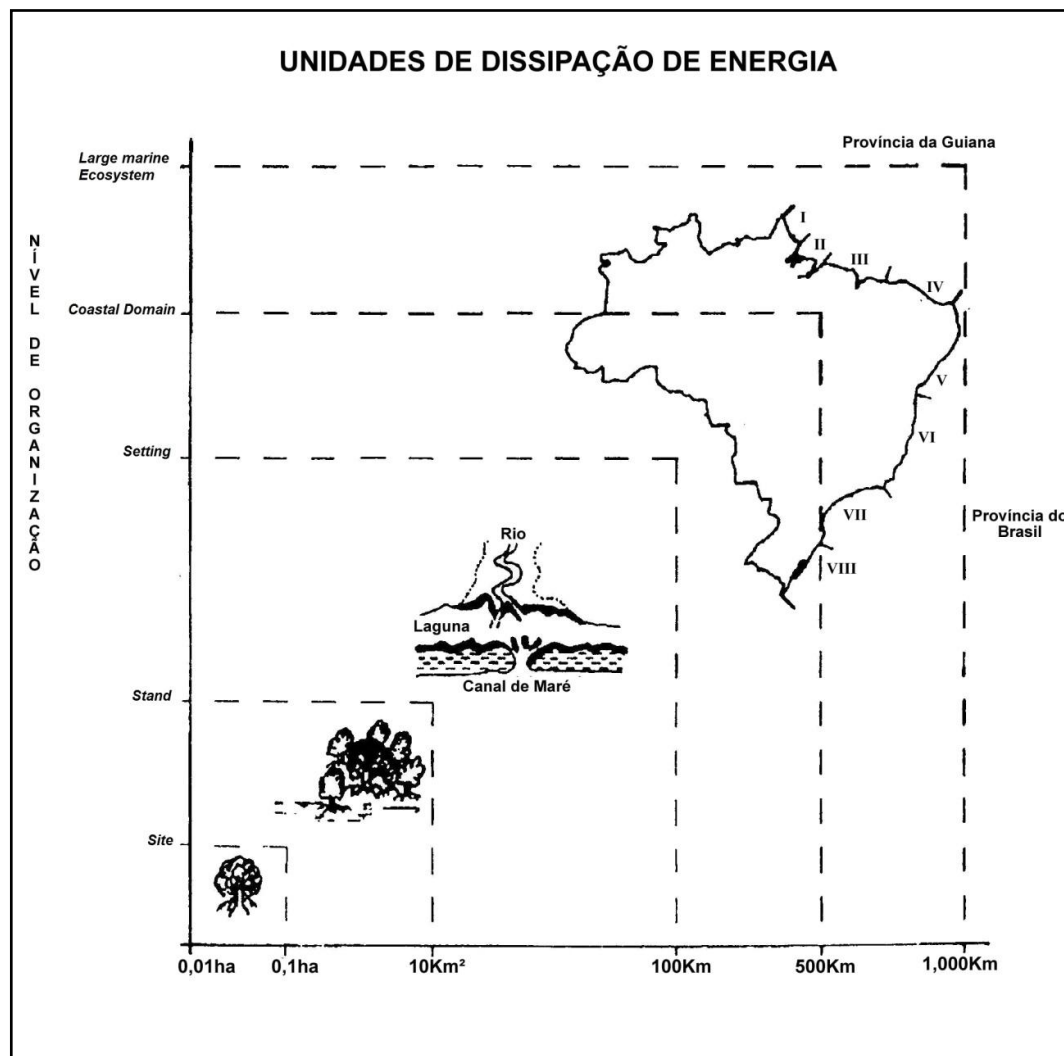 UNIDADES DE DISSIPAÇÃO DE ENERGIA
Large marine
Ecosystem
Província da Guiana
NÍVEL DE ORGANIZAÇÃO
I
II
III
IV
Coastal Domain
V
VI
Setting
VII
Província do
Brasil
VIII
Rio
Laguna
Canal de Maré
Stand
Site
0,01ha
0,1ha
10Km²
100Km
500Km
1,000Km